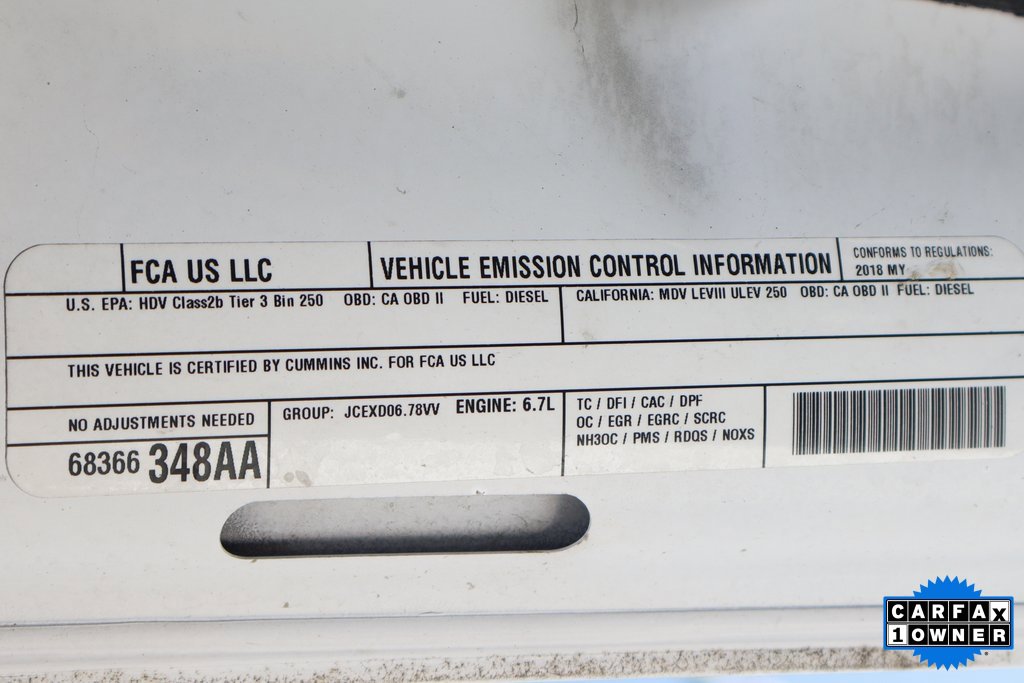 FCA US LLC
VEHICLE EMISSION CONTROL INFORMATION
CONFORMS TO REGULATIONS:
2018 MY
U.S. EPA: HDV Class2b Tier 3 Bin 250 OBD: CA OBD II FUEL: DIESEL
CALIFORNIA: MDV LEVIII ULEV 250 OBD: CA OBD II FUEL: DIESEL
THIS VEHICLE IS CERTIFIED BY CUMMINS INC. FOR FCA US LLC
NO ADJUSTMENTS NEEDED
68366 348AA
GROUP: JCEXD06.78VV ENGINE: 6.7L
TC / DFI / CAC / DPF
OC / EGR / EGRC / SCRC
NH3OC / PMS / RDQS / NOXS
CARFAX
1 OWNER